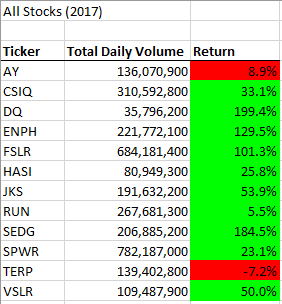 All Stocks (2017)
Ticker Total Daily Volume Return
AY 136,070,900 8.9%
CSIQ 310,592,800 33.1%
DQ 35,796,200 199.4%
ENPH 221,772,100 129.5%
FSLR 684,181,400 101.3%
HASI 80,949,300 25.8%
JKS 191,632,200 53.9%
RUN 267,681,300 5.5%
SEDG 206,885,200 184.5%
SPWR 782,187,000 23.1%
TERP 139,402,800 -7.2%
VSLR 109,487,900 50.0%